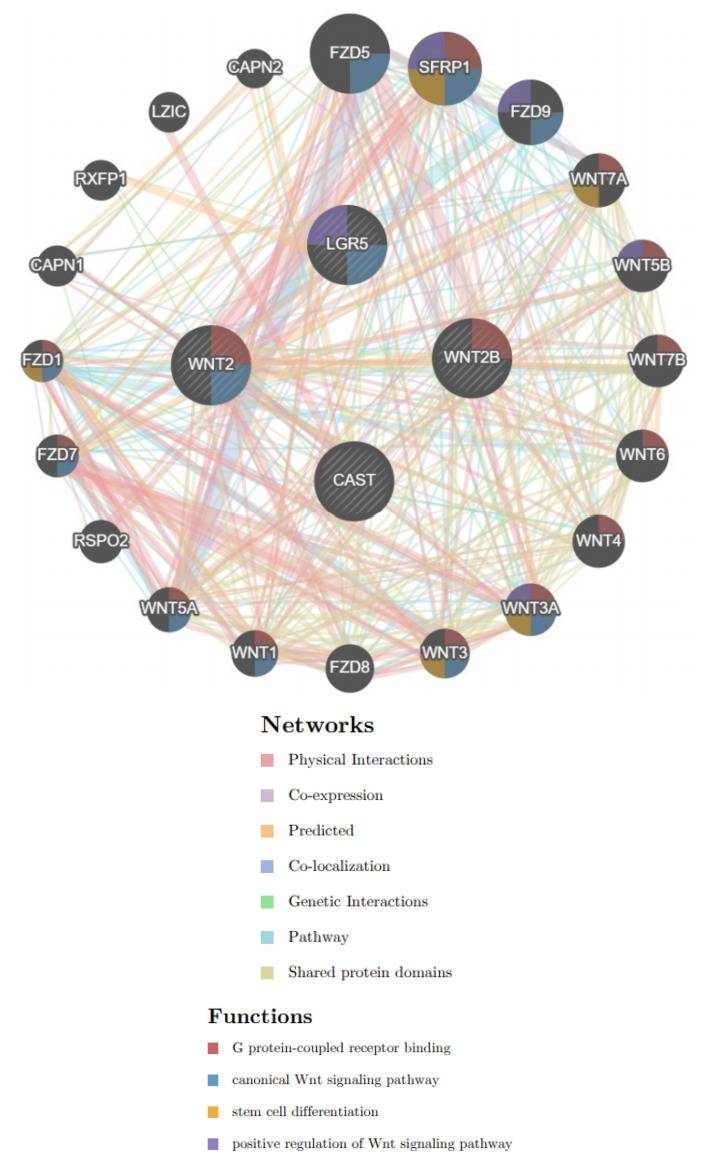 FZD5
SFRP1
CAPN2
FZD9
LZIC
WNT7A
RXFP1
LGR5
CAPN1
WNT5B
FZD1
WNT2
WNT2B
WNT7B
FZD7
WNT6
CAST
RSPO2
WNT4
WNT5A
WNT3A
WNT1
FZD8
WNT3
Networks
Physical Interactions
Co-expression
Predicted
Co-localization
Genetic Interactions
Pathway
Shared protein domains
Functions
G protein-coupled receptor binding
canonical Wnt signaling pathway
stem cell differentiation
positive regulation of Wnt signaling pathway